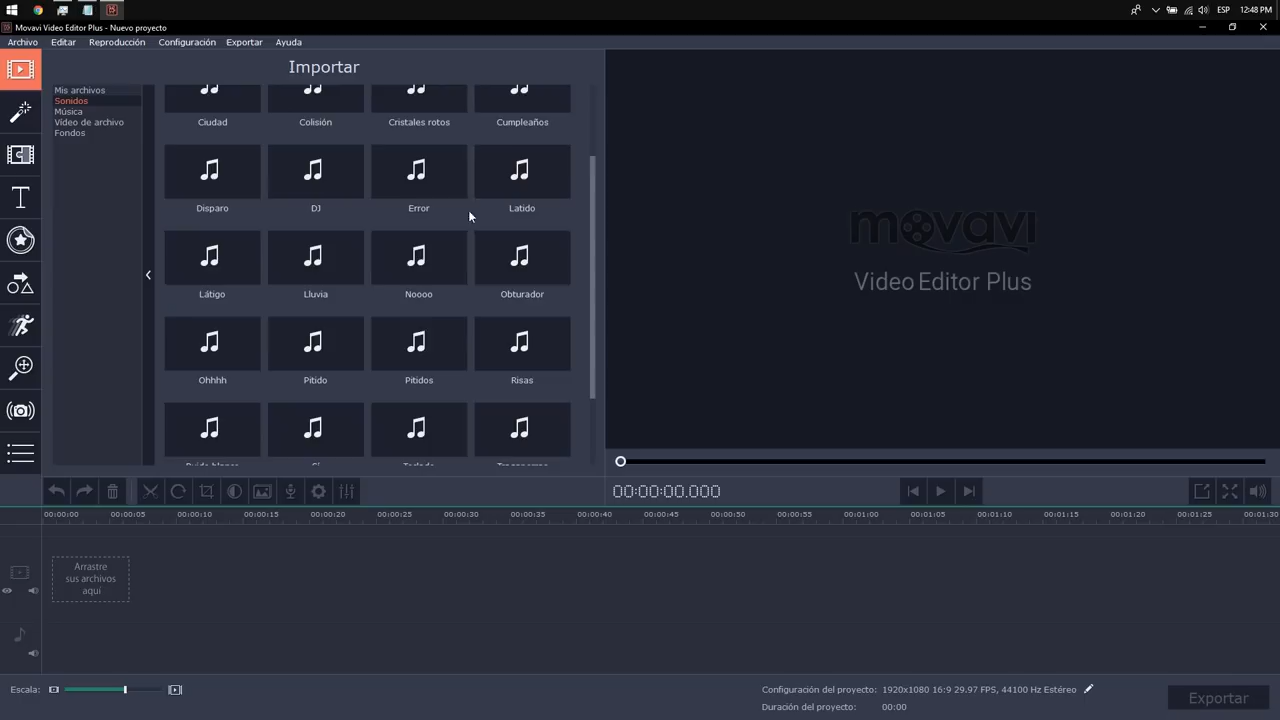 ESP 12:48 PM
Movavi Video Editor Plus - Nuevo proyecto
Archivo Editar Reproducción Configuración Exportar Ayuda
Importar
Mis archivos
Sonidos
Música
Vídeo de archivo
Fondos
Ciudad Colisión Cristales rotos Cumpleaños
Disparo DJ Error Latido
Látigo Lluvia Noooo Obturador
Ohhhh Pitido Pitidos Risas
movavi
Video Editor Plus
00:00:00.000
00:00:00 00:00:05 00:00:10 00:00:15 00:00:20 00:00:25 00:00:30 00:00:35 00:00:40 00:00:45 00:00:50 00:00:55 00:01:00 00:01:05 00:01:10 00:01:15 00:01:20 00:01:25 00:01:30
Arrastre
sus archivos
aquí
Escala:
Configuración del proyecto: 1920x1080 16:9 29.97 FPS, 44100 Hz Estéreo
Duración del proyecto: 00:00
Exportar